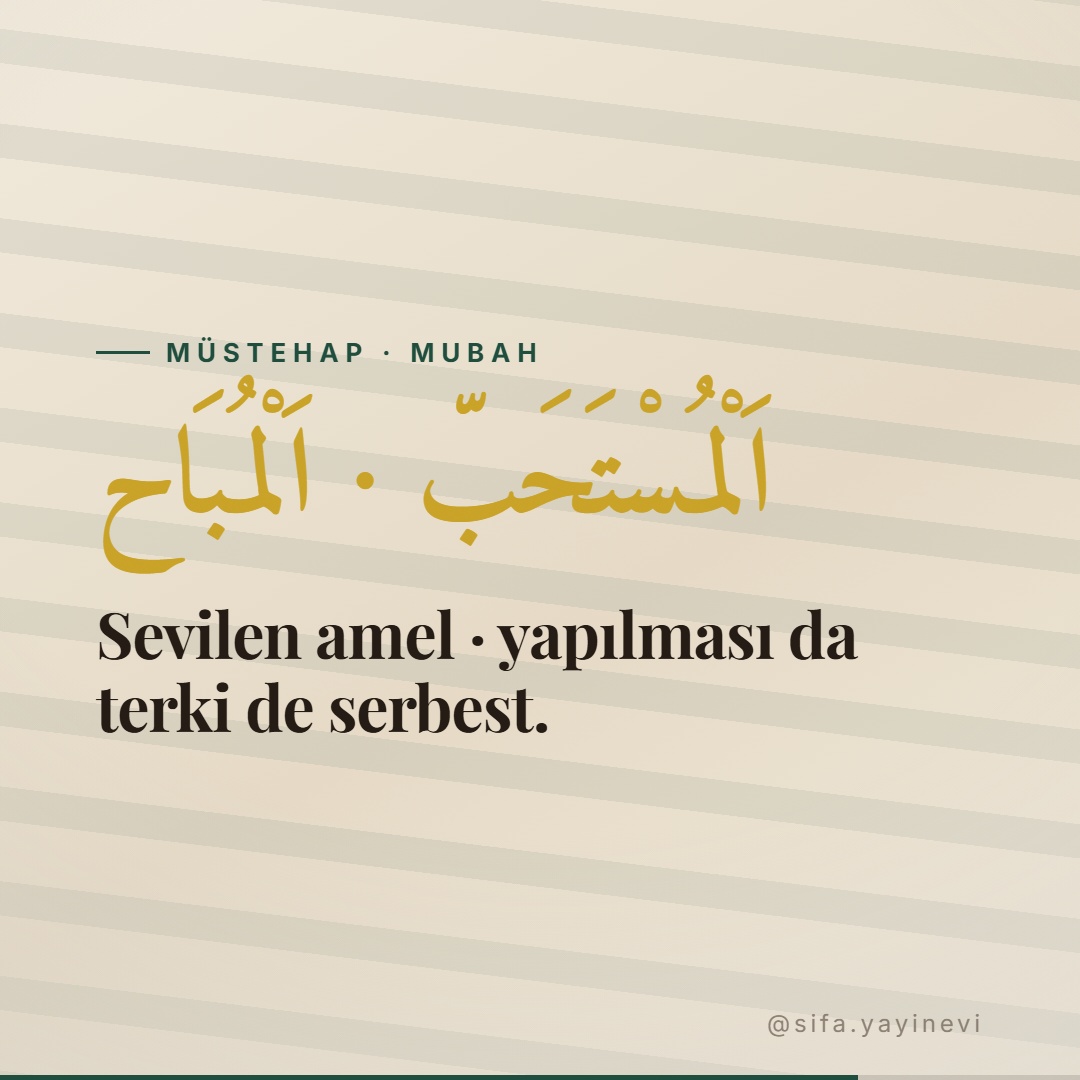 MÜSTEHAP · MUBAH
اَلْمُسْتَحَبّ · اَلْمُبَاح
Sevilen amel · yapılması da
terki de serbest.
@sifa.yayinevi